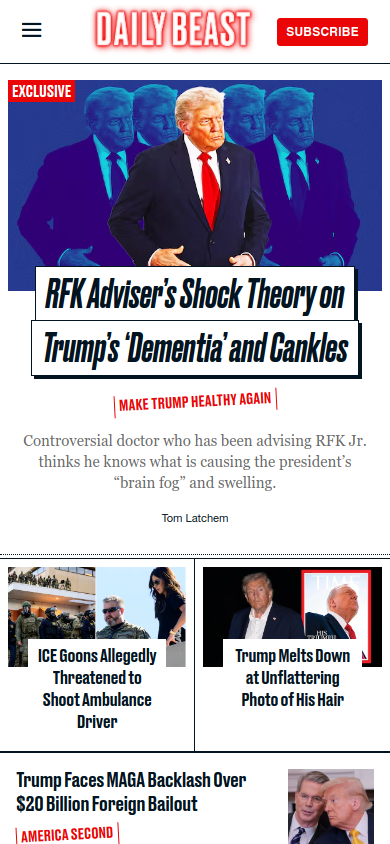 DAILY BEAST
SUBSCRIBE
EXCLUSIVE
RFK Adviser's Shock Theory on
Trump's 'Dementia' and Cankles
MAKE TRUMP HEALTHY AGAIN
Controversial doctor who has been advising RFK Jr.
thinks he knows what is causing the president's
“brain fog” and swelling.
Tom Latchem
TIME
HIS
TRIUMPH
ICE Goons Allegedly
Threatened to
Shoot Ambulance
Driver
Trump Melts Down
at Unflattering
Photo of His Hair
Trump Faces MAGA Backlash Over
$20 Billion Foreign Bailout
AMERICA SECOND